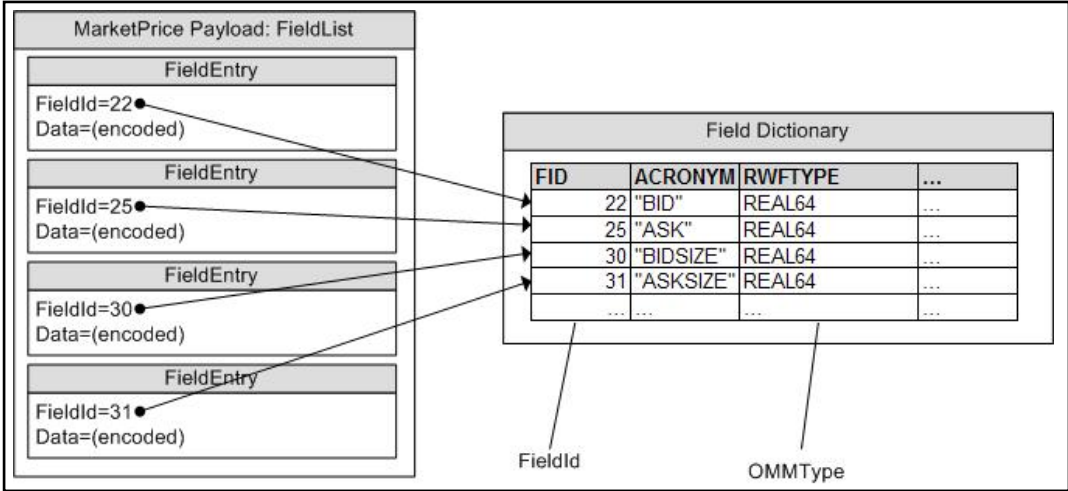 MarketPrice Payload: FieldList
FieldEntry
FieldId=22
Data=(encoded)
FieldEntry
FieldId=25
Data=(encoded)
FieldEntry
FieldId=30
Data=(encoded)
FieldEntry
FieldId=31
Data=(encoded)
Field Dictionary
FID ACRONYM RWFTYPE ...
22 "BID" REAL64 ...
25 "ASK" REAL64 ...
30 "BIDSIZE" REAL64 ...
31 "ASKSIZE" REAL64 ...
... ... ... ...
FieldId
OMMType